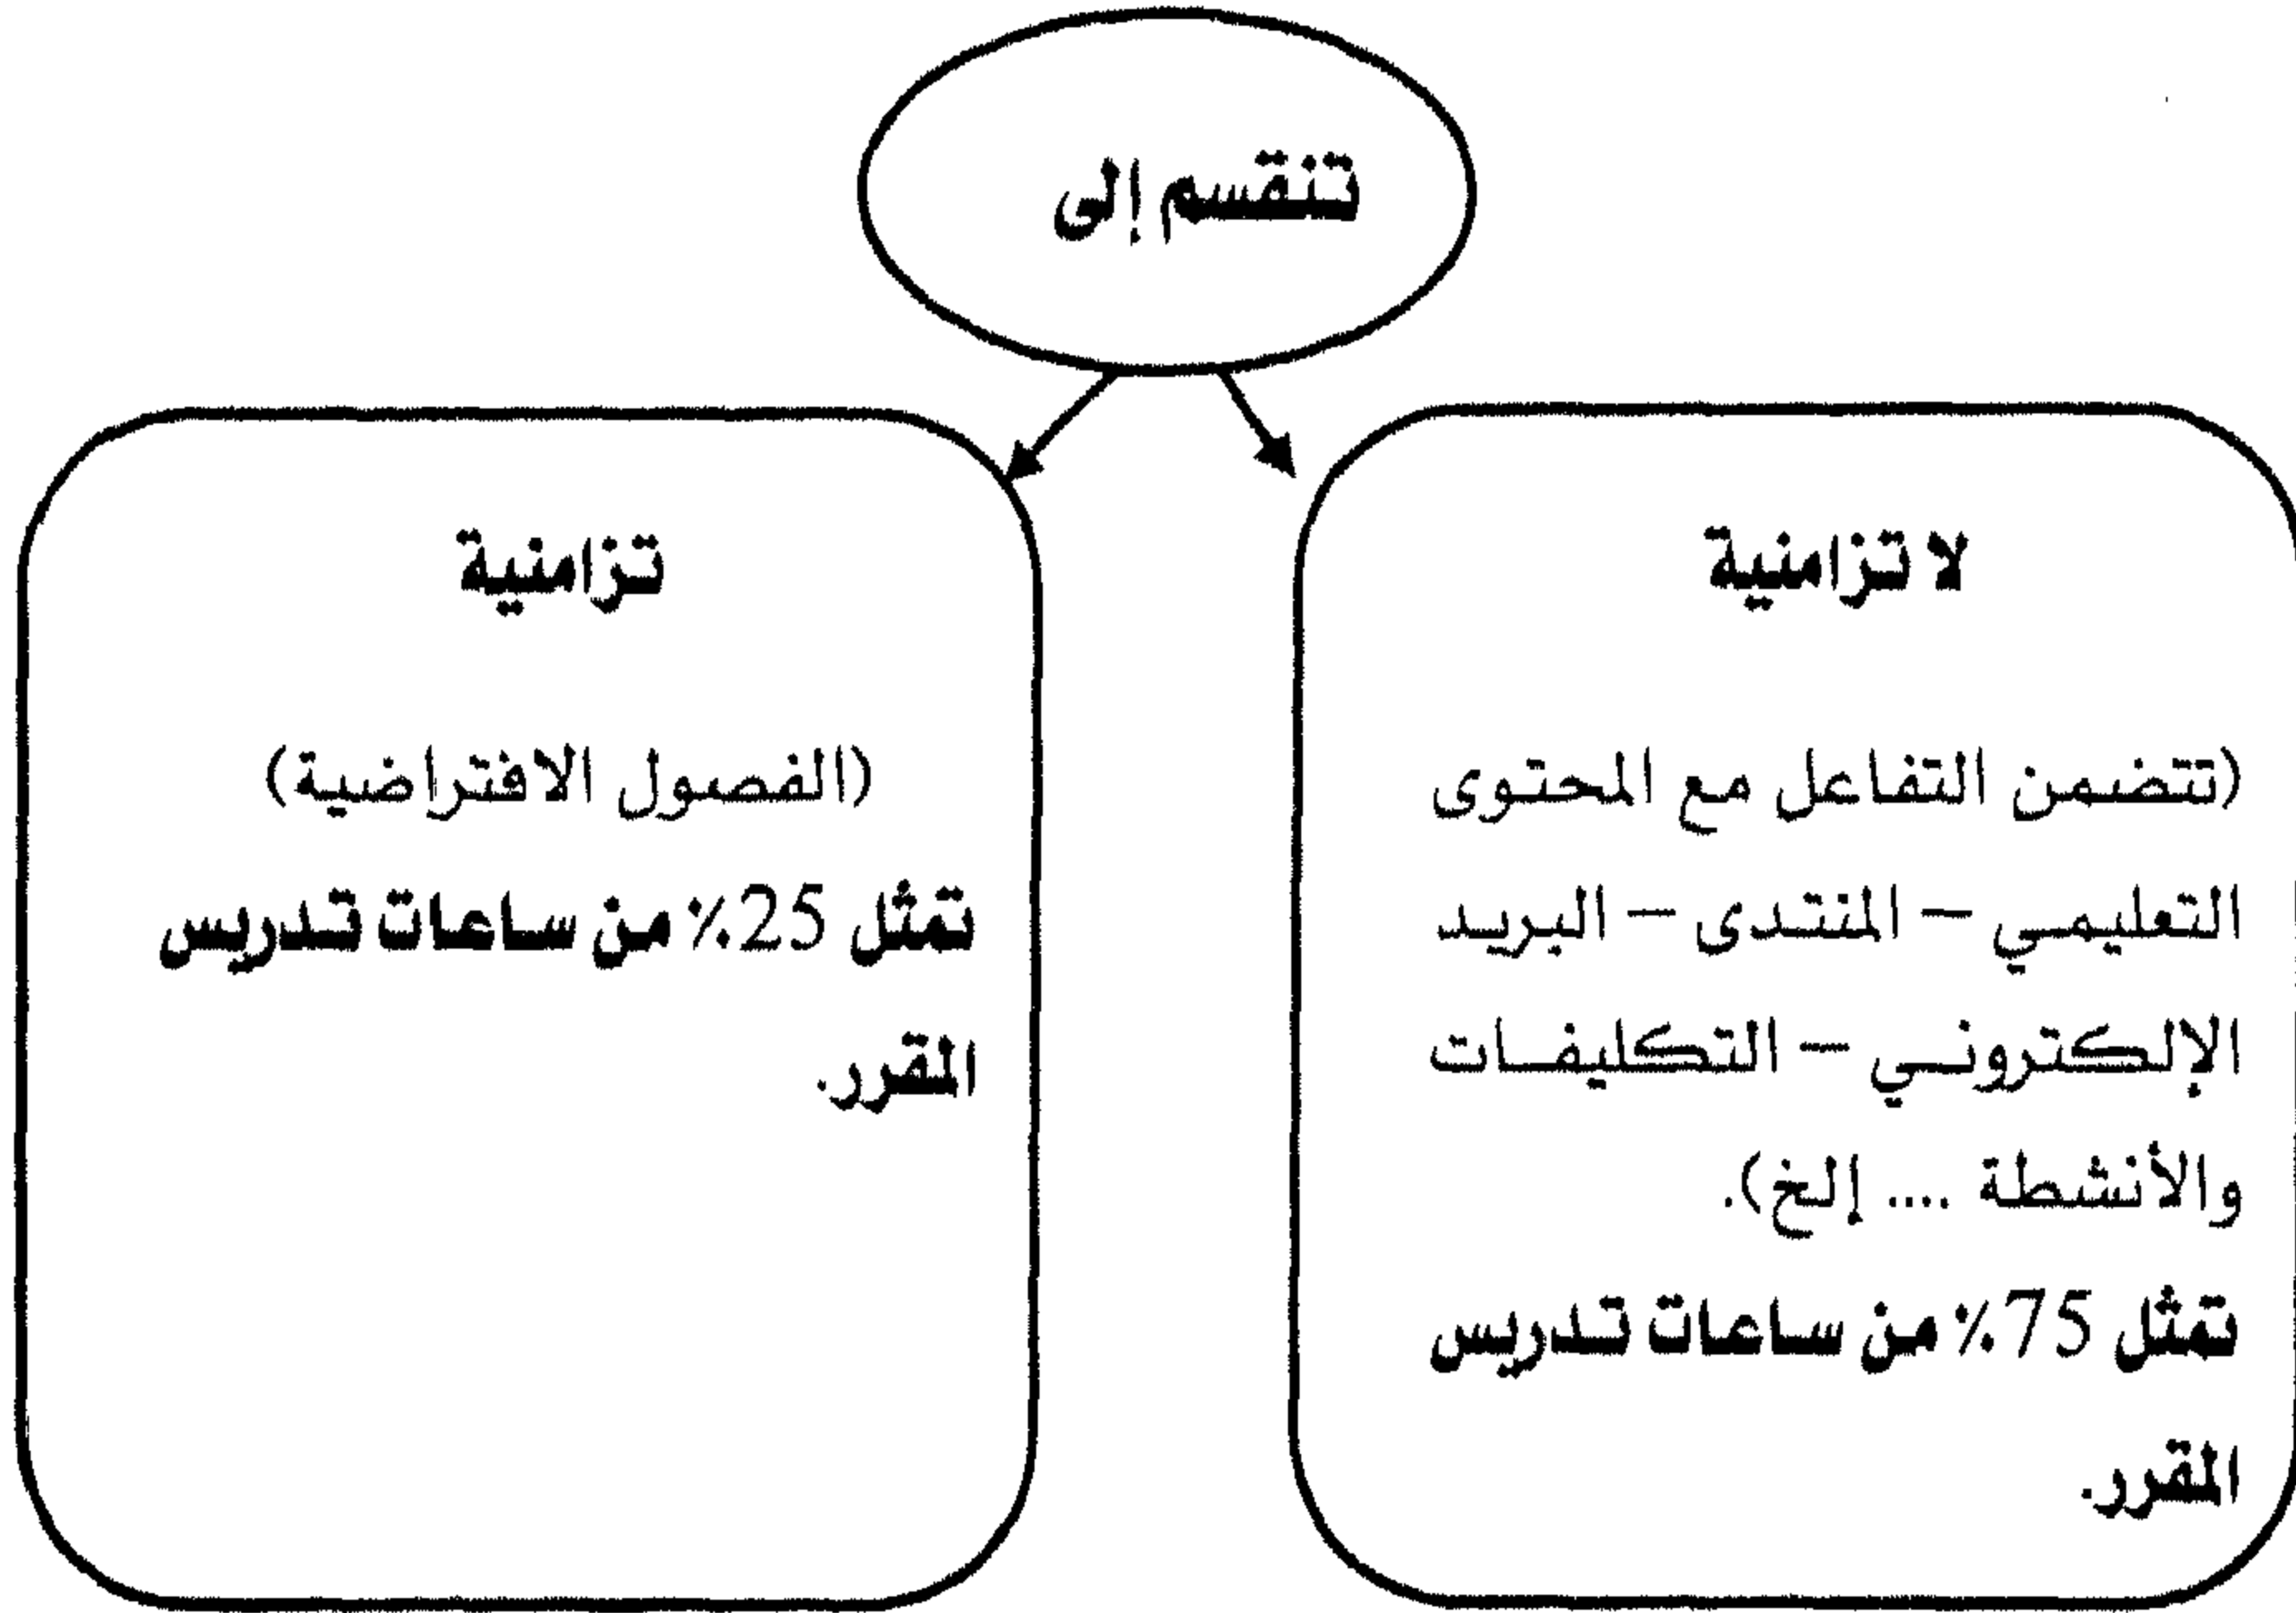 تنقسم إلى
لا تزامنية
(تتضمن التفاعل مع المحتوى
التعليمي – المنتدى – البريد
الإلكتروني – التكليفات
والأنشطة .... إلخ).
تمثل 75٪ من ساعات تدريس
المقرر.
تزامنية
(الفصول الافتراضية)
تمثل 25٪ من ساعات تدريس
المقرر.